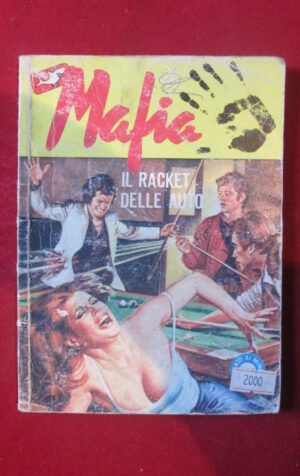 Mafia
IL RACKET
DELLE AUTO
2000